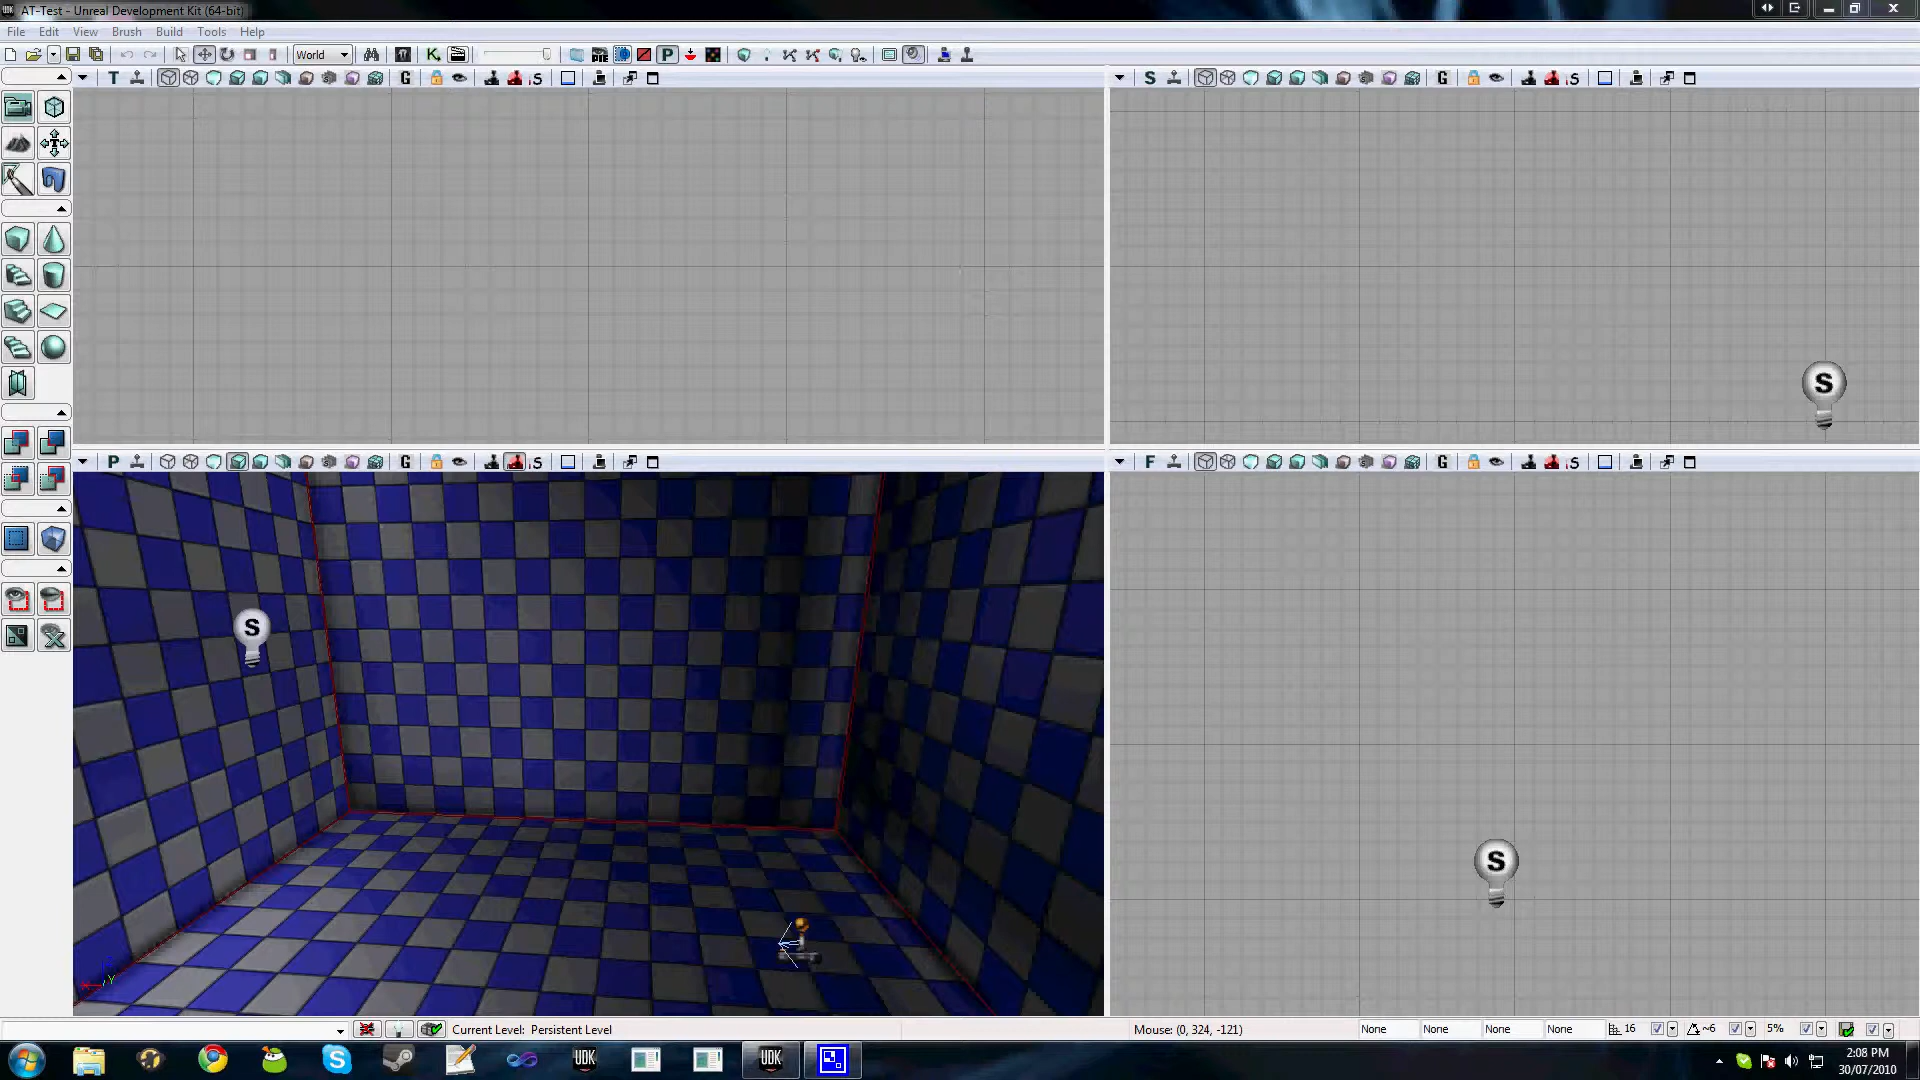 AT-Test - Unreal Development Kit (64-bit)
File Edit View Brush Build Tools Help
World
T G S
S G S
S
P G S
F G S
S
S
Y
Current Level: Persistent Level
Mouse: (0, 324, -121)
None None None None 16 ~6 5%
UDK UDK
2:08 PM
30/07/2010